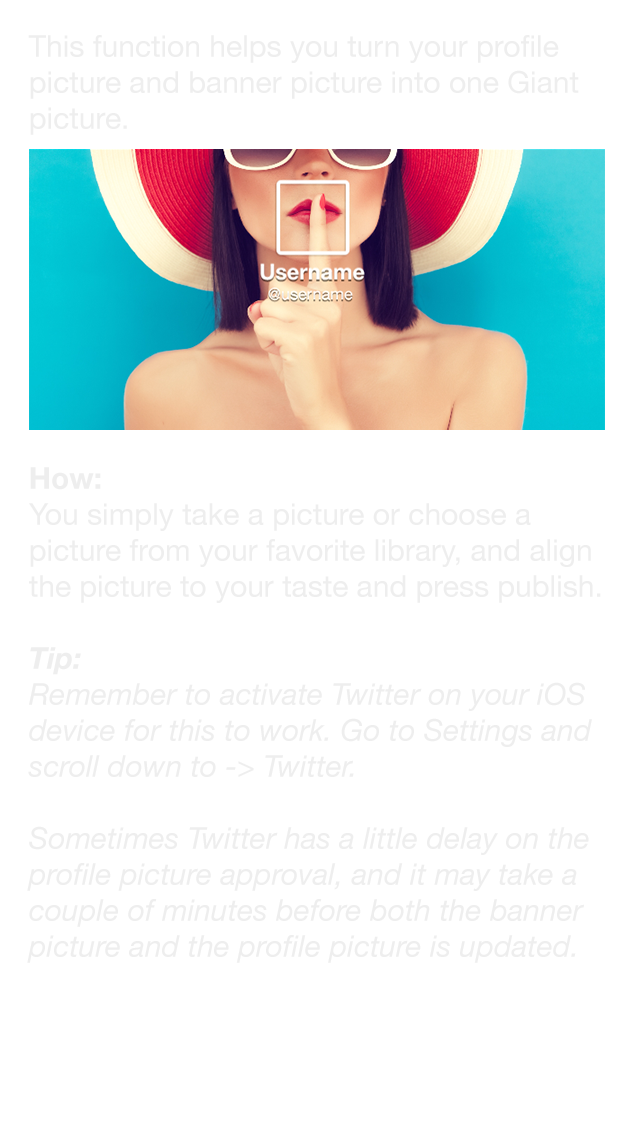 This function helps you turn your profile
picture and banner picture into one Giant
picture.
Username
@username
How:
You simply take a picture or choose a
picture from your favorite library, and align
the picture to your taste and press publish.
Tip:
Remember to activate Twitter on your iOS
device for this to work. Go to Settings and
scroll down to -> Twitter.
Sometimes Twitter has a little delay on the
profile picture approval, and it may take a
couple of minutes before both the banner
picture and the profile picture is updated.